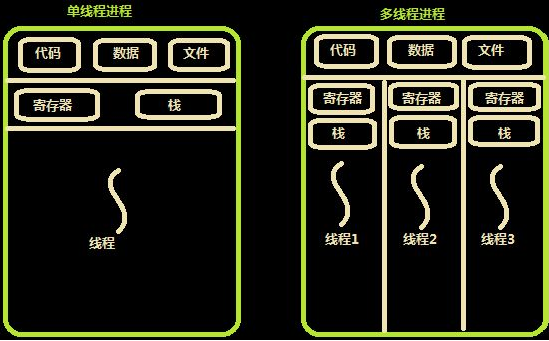 单线程进程
代码 数据 文件
寄存器 栈
线程
多线程进程
代码 数据 文件
寄存器 寄存器 寄存器
栈 栈 栈
线程1 线程2 线程3